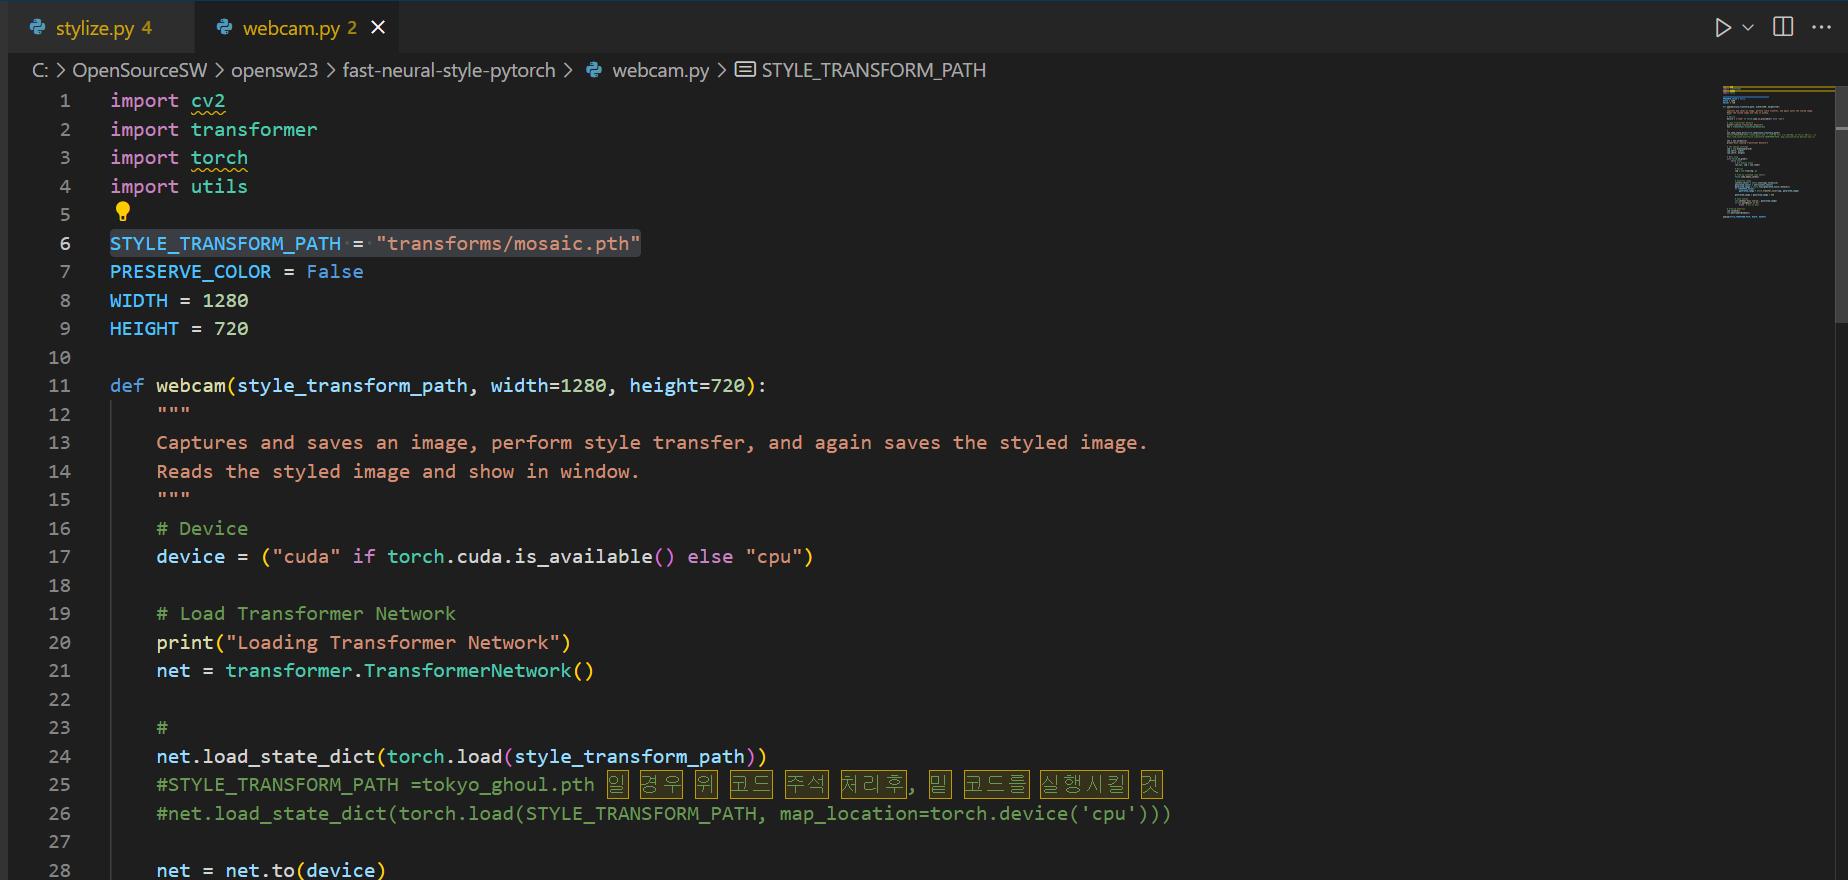 stylize.py 4
webcam.py 2
C: > OpenSourceSW > opensw23 > fast-neural-style-pytorch > webcam.py > STYLE_TRANSFORM_PATH
1 import cv2
2 import transformer
3 import torch
4 import utils
5
6 STYLE_TRANSFORM_PATH = "transforms/mosaic.pth"
7 PRESERVE_COLOR = False
8 WIDTH = 1280
9 HEIGHT = 720
10
11 def webcam(style_transform_path, width=1280, height=720):
12 """
13 Captures and saves an image, perform style transfer, and again saves the styled image.
14 Reads the styled image and show in window.
15 """
16 # Device
17 device = ("cuda" if torch.cuda.is_available() else "cpu")
18
19 # Load Transformer Network
20 print("Loading Transformer Network")
21 net = transformer.TransformerNetwork()
22
23 #
24 net.load_state_dict(torch.load(style_transform_path))
25 #STYLE_TRANSFORM_PATH =tokyo_ghoul.pth 일 경우 위 코드 주석 처리후, 밑 코드를 실행시킬 것
26 #net.load_state_dict(torch.load(STYLE_TRANSFORM_PATH, map_location=torch.device('cpu')))
27
28 net = net.to(device)